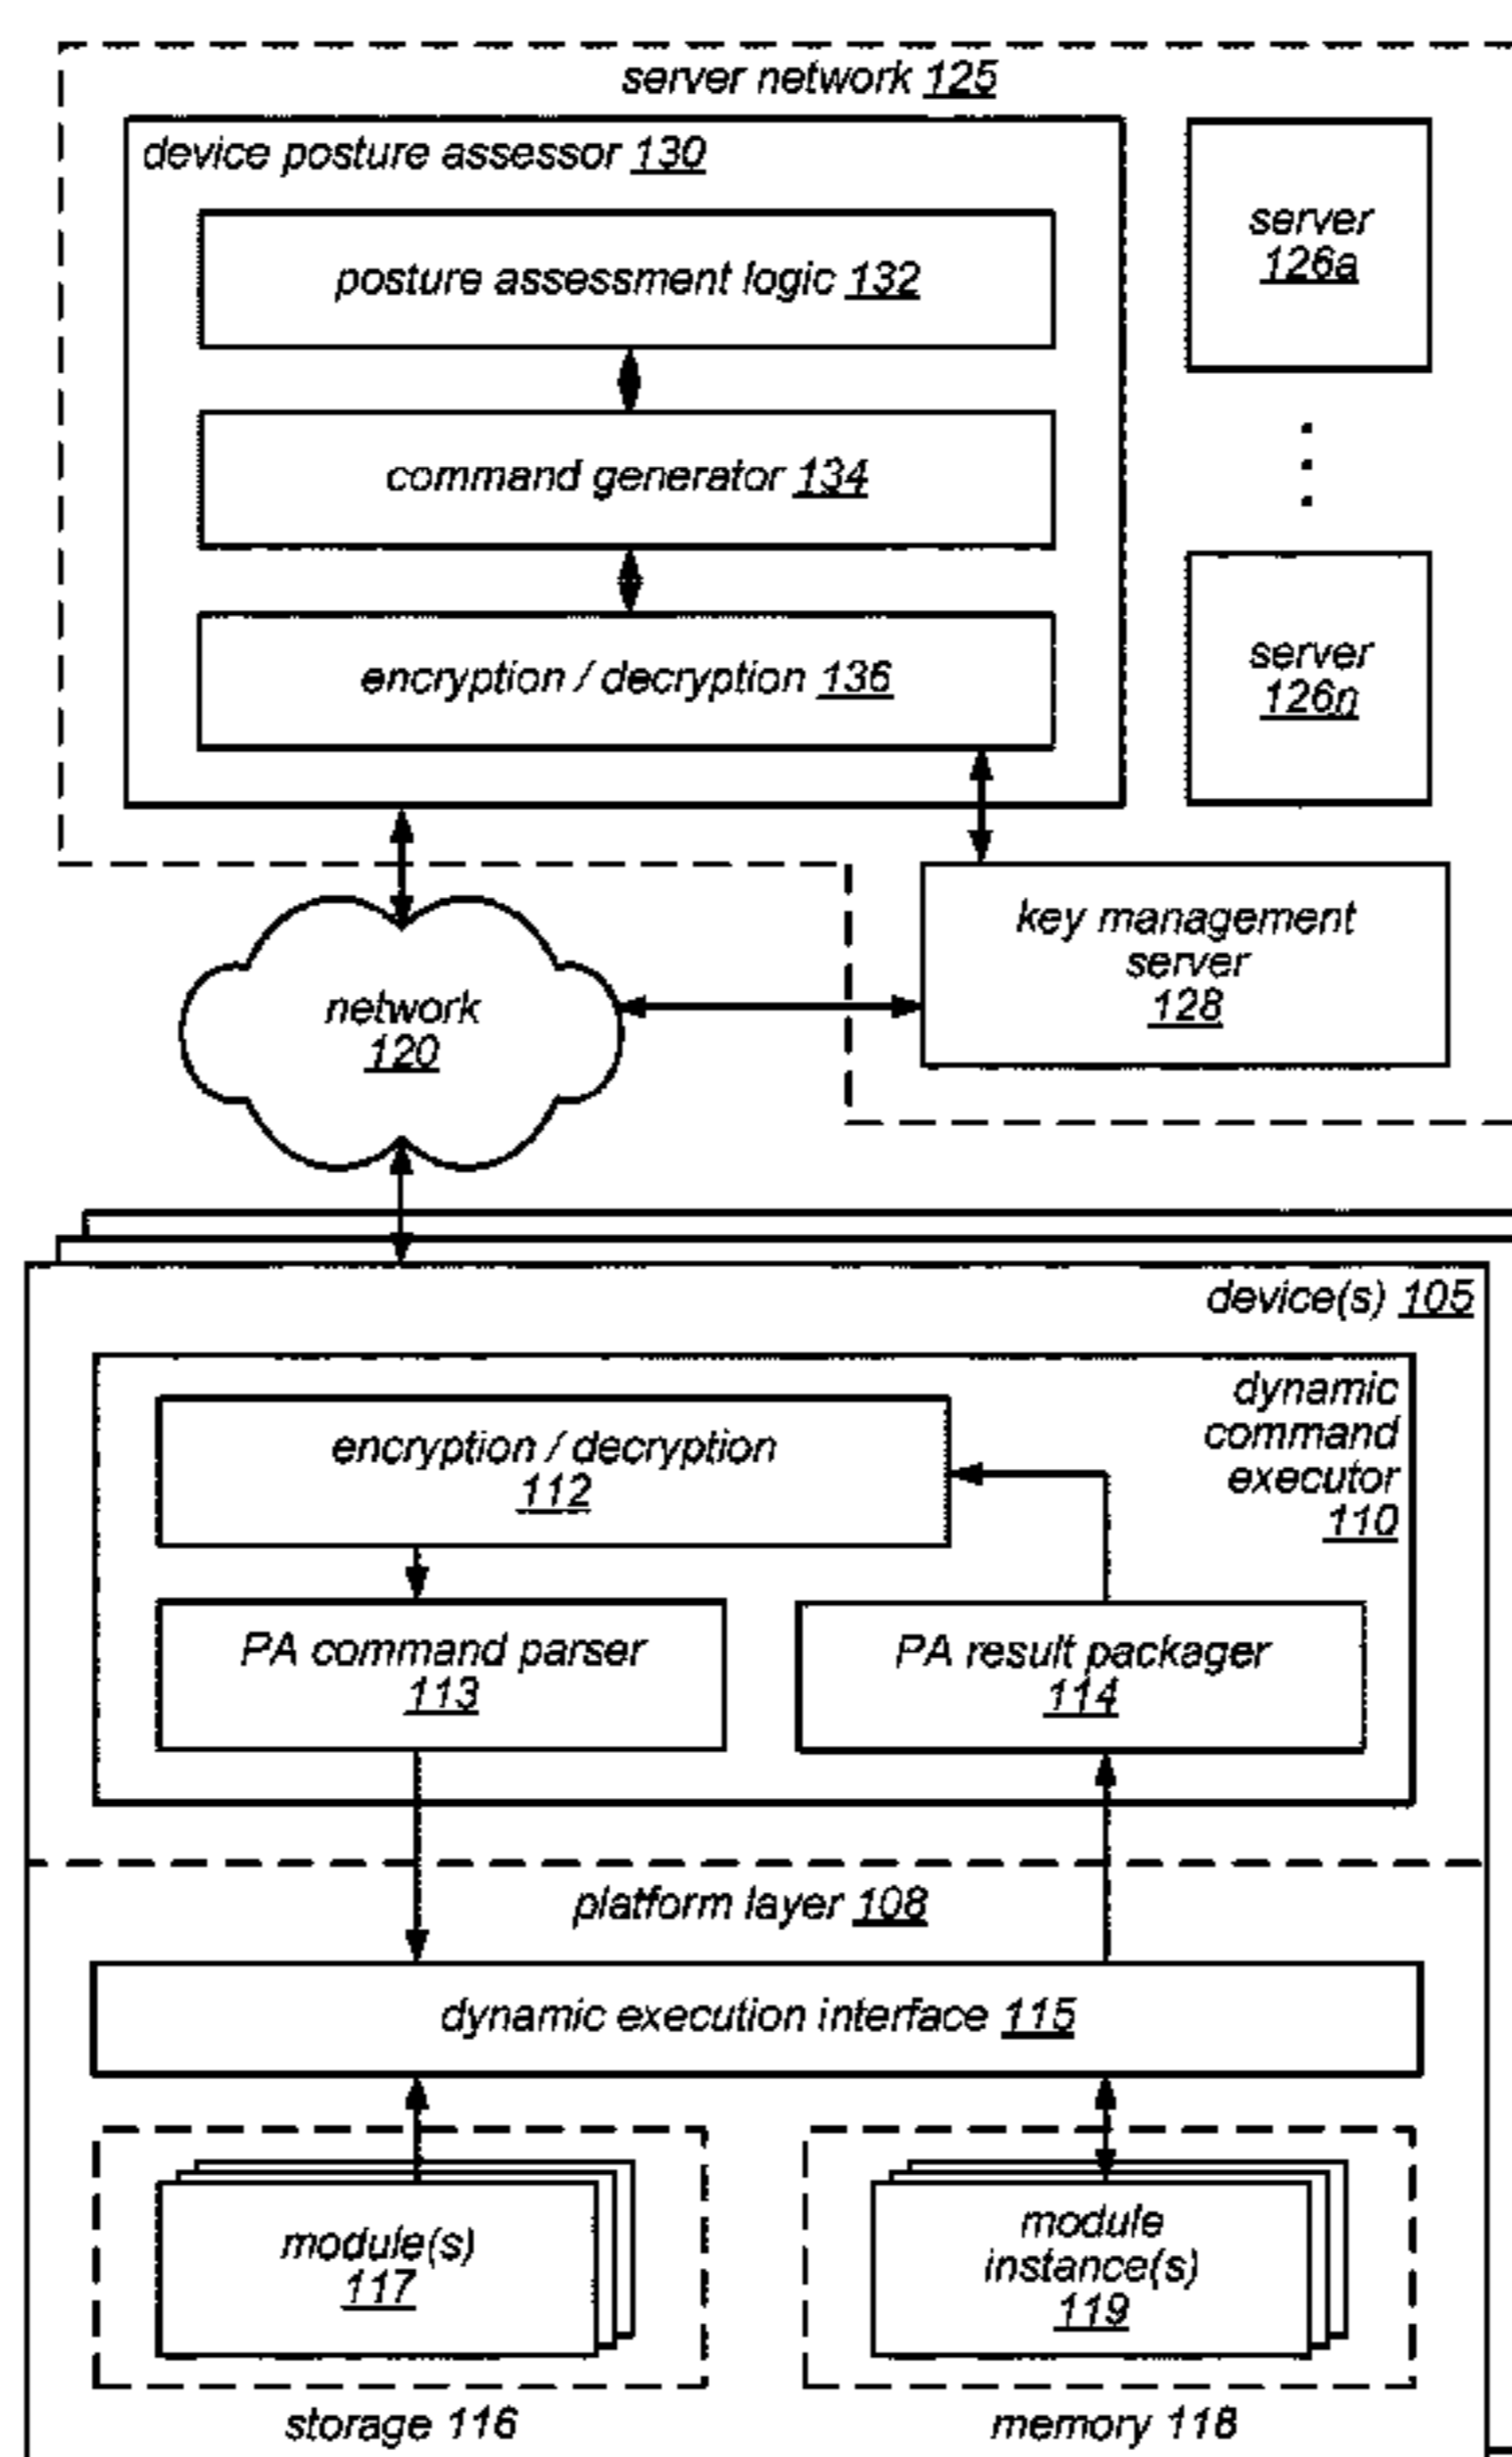 server network 125
device posture assessor 130
posture assessment logic 132
command generator 134
encryption / decryption 136
server
126a
server
126n
key management
server
128
network
120
device(s) 105
dynamic
command
executor
110
encryption / decryption
112
PA command parser
113
PA result packager
114
platform layer 108
dynamic execution interface 115
module(s)
117
module
instance(s)
119
storage 116
memory 118